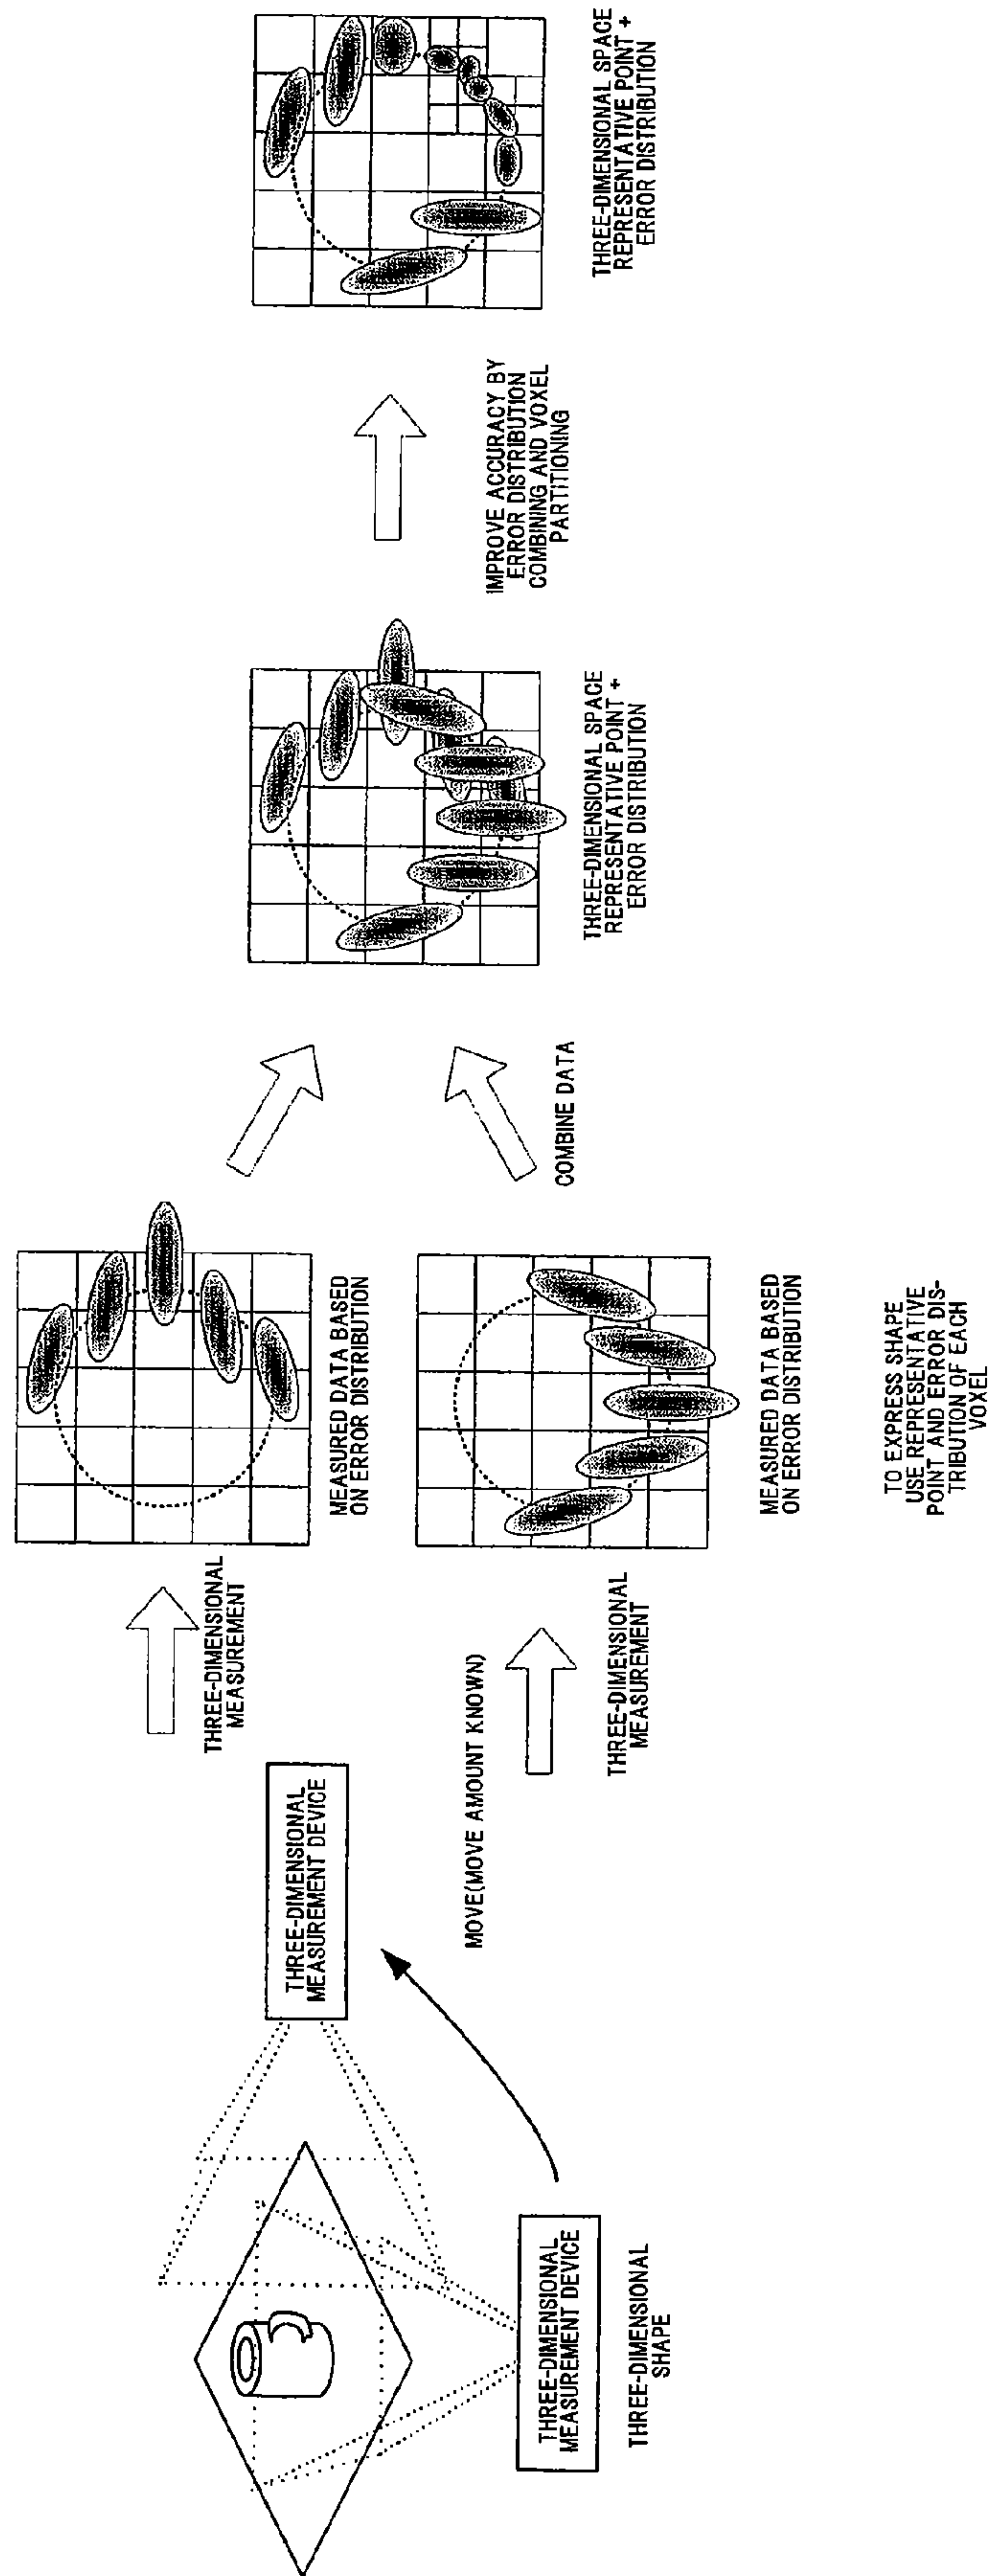 THREE-DIMENSIONAL
MEASUREMENT DEVICE
THREE-DIMENSIONAL
SHAPE
THREE-DIMENSIONAL
MEASUREMENT DEVICE
MOVE(MOVE AMOUNT KNOWN)
THREE-DIMENSIONAL
MEASUREMENT
THREE-DIMENSIONAL
MEASUREMENT
MEASURED DATA BASED
ON ERROR DISTRIBUTION
MEASURED DATA BASED
ON ERROR DISTRIBUTION
TO EXPRESS SHAPE
USE REPRESENTATIVE
POINT AND ERROR DIS-
TRIBUTION OF EACH
VOXEL
COMBINE DATA
THREE-DIMENSIONAL SPACE
REPRESENTATIVE POINT +
ERROR DISTRIBUTION
IMPROVE ACCURACY BY
ERROR DISTRIBUTION
COMBINING AND VOXEL
PARTITIONING
THREE-DIMENSIONAL SPACE
REPRESENTATIVE POINT +
ERROR DISTRIBUTION